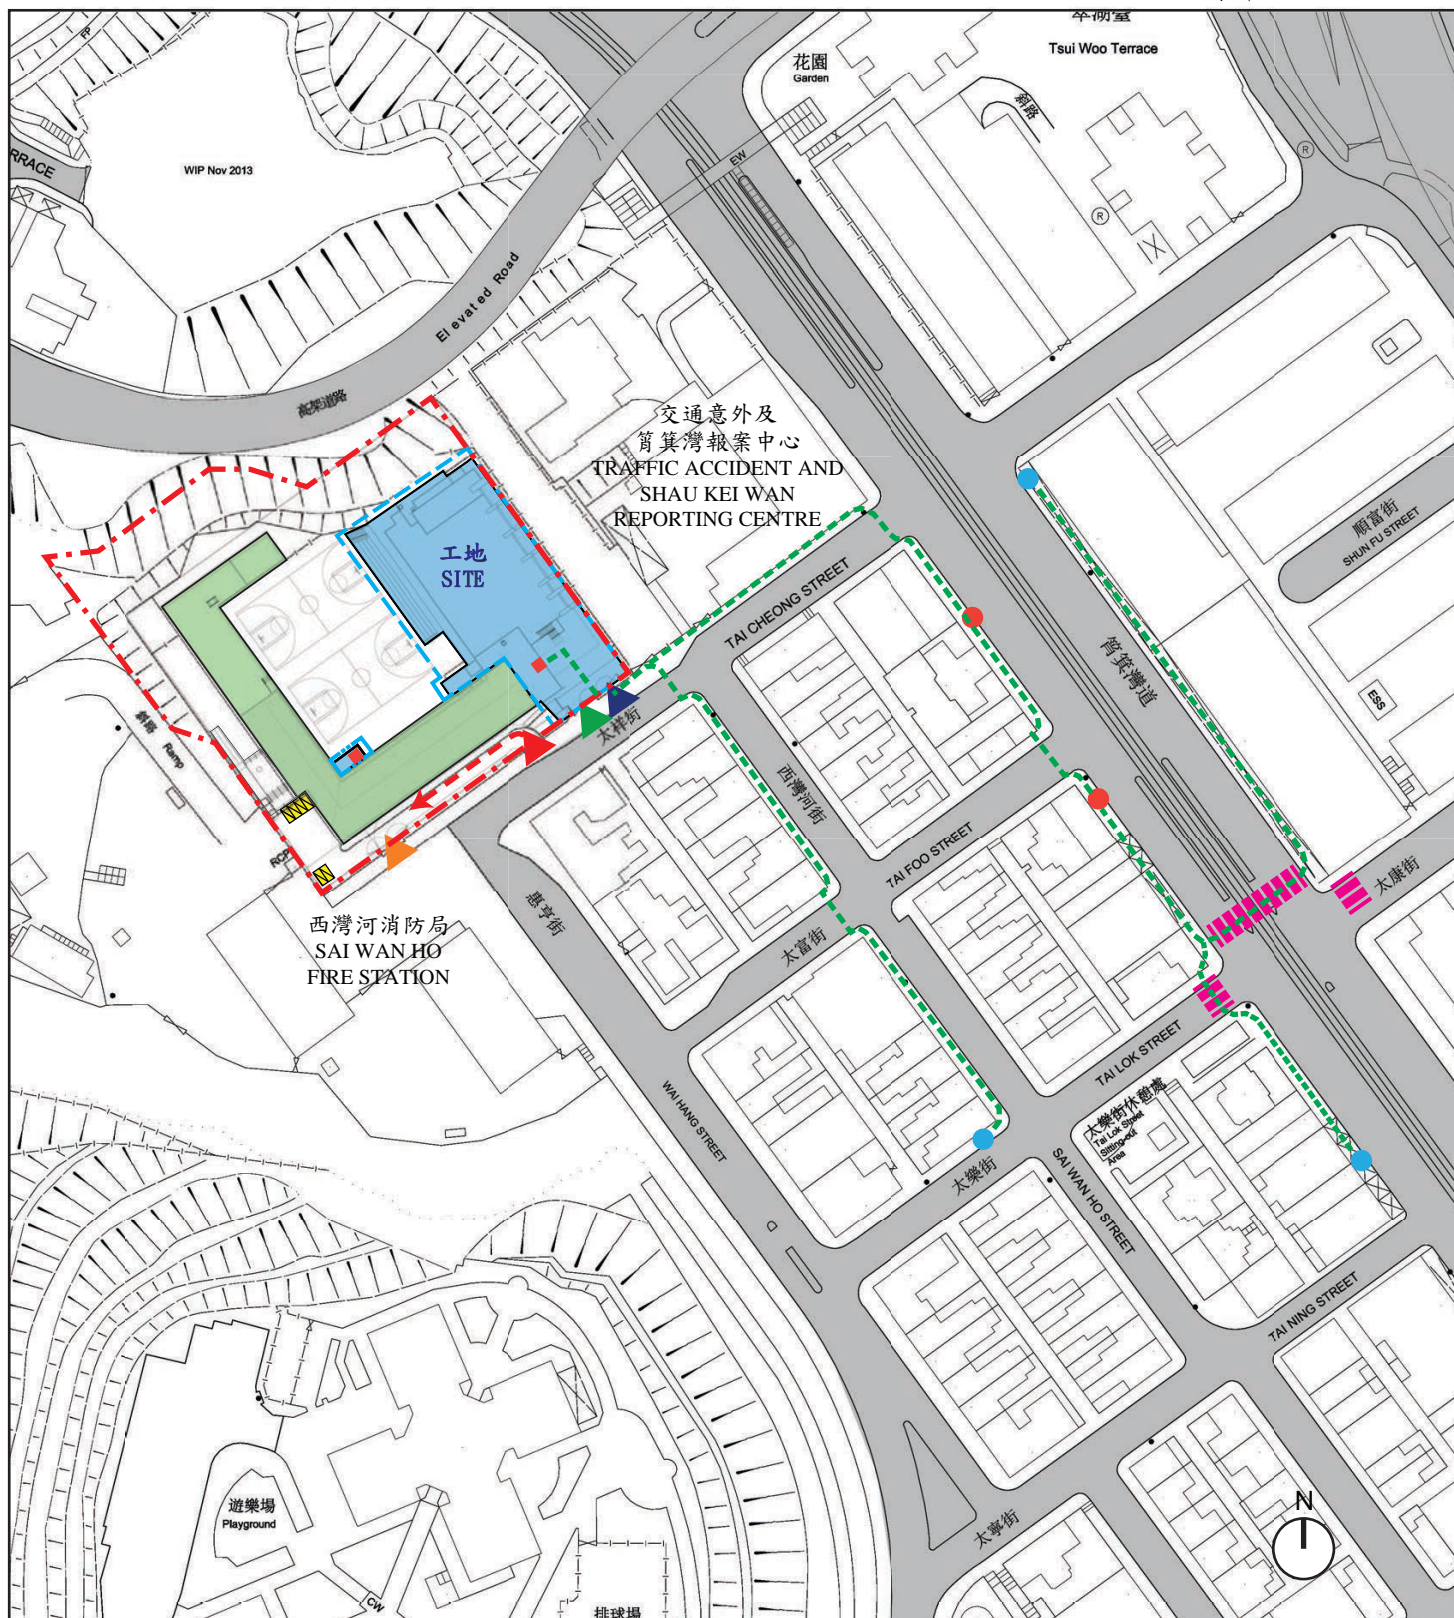 翠湖臺
Tsui Woo Terrace
花園
Garden
斜路
FP
EW
RRACE
WIP Nov 2013
R
R
Elevated Road
高架道路
交通意外及
筲箕灣報案中心
TRAFFIC ACCIDENT AND
SHAU KEI WAN
REPORTING CENTRE
順富街
SHUN FU STREET
工地
SITE
TAI CHEONG STREET
太祥街
筲箕灣道
ESS
斜路
Ramp
西灣河街
TAI FOO STREET
太康街
RCP
惠亨街
太富街
西灣河消防局
SAI WAN HO
FIRE STATION
WAI HANG STREET
TAI LOK STREET
太樂街休憩處
Tai Lok Street
Sitting-out
Area
太樂街
SAI WAN HO STREET
TAI NING STREET
太寧街
N
遊樂場
Playground
CW
排球場